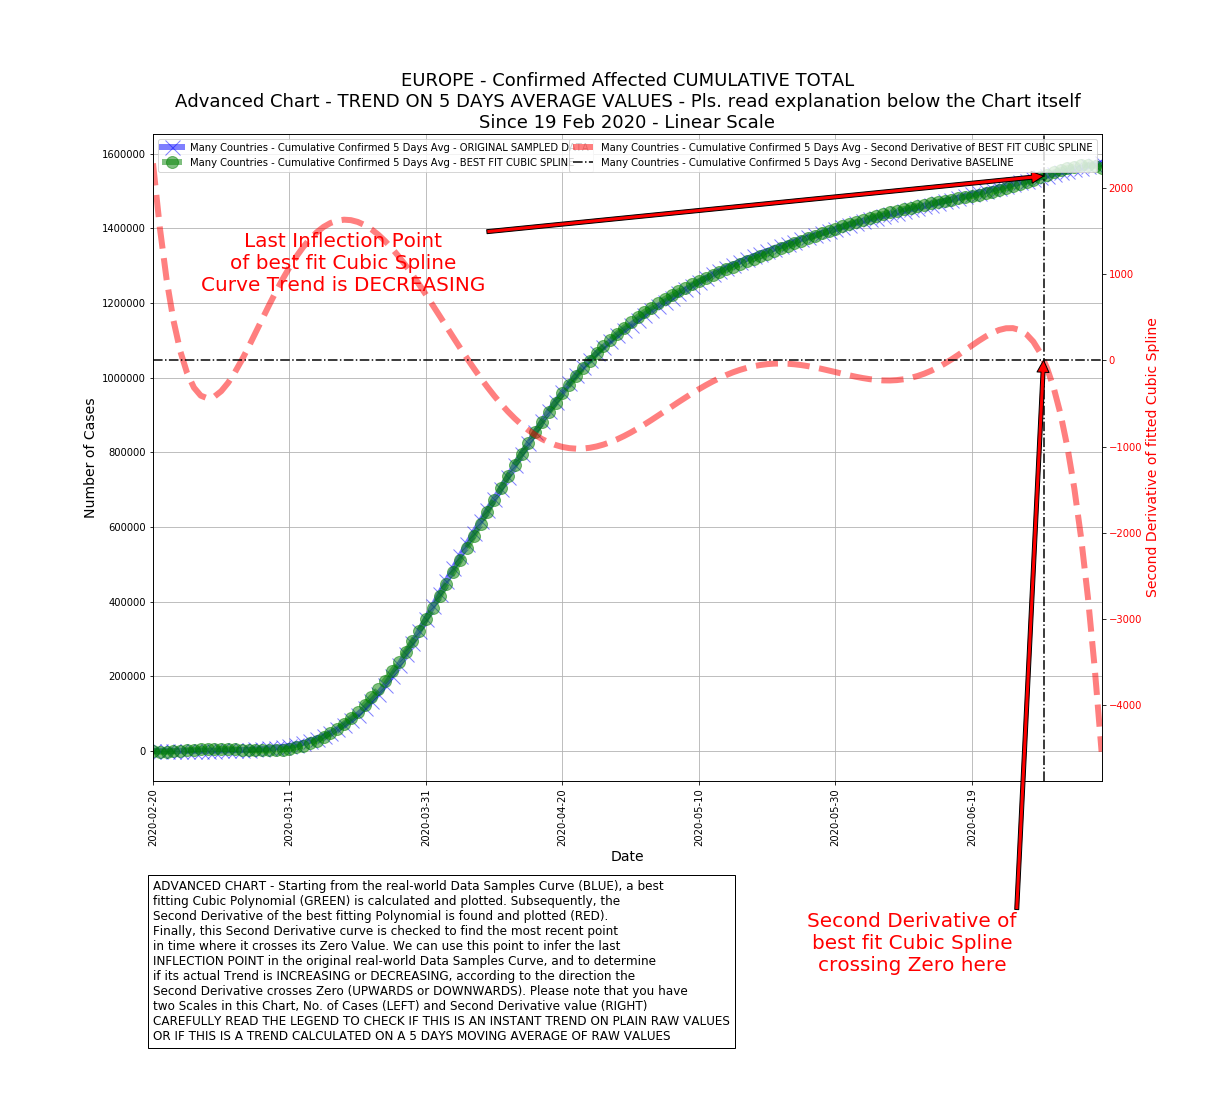 EUROPE - Confirmed Affected CUMULATIVE TOTAL
Advanced Chart - TREND ON 5 DAYS AVERAGE VALUES - Pls. read explanation below the Chart itself
Since 19 Feb 2020 - Linear Scale
Many Countries - Cumulative Confirmed 5 Days Avg - ORIGINAL SAMPLED DATA
Many Countries - Cumulative Confirmed 5 Days Avg - BEST FIT CUBIC SPLINE
Many Countries - Cumulative Confirmed 5 Days Avg - Second Derivative of BEST FIT CUBIC SPLINE
Many Countries - Cumulative Confirmed 5 Days Avg - Second Derivative BASELINE
Last Inflection Point
of best fit Cubic Spline
Curve Trend is DECREASING
Number of Cases
1600000
1400000
1200000
1000000
800000
600000
400000
200000
0
Second Derivative of fitted Cubic Spline
2000
1000
0
−1000
−2000
−3000
−4000
2020-02-20
2020-03-11
2020-03-31
2020-04-20
2020-05-10
2020-05-30
2020-06-19
Date
ADVANCED CHART - Starting from the real-world Data Samples Curve (BLUE), a best
fitting Cubic Polynomial (GREEN) is calculated and plotted. Subsequently, the
Second Derivative of the best fitting Polynomial is found and plotted (RED).
Finally, this Second Derivative curve is checked to find the most recent point
in time where it crosses its Zero Value. We can use this point to infer the last
INFLECTION POINT in the original real-world Data Samples Curve, and to determine
if its actual Trend is INCREASING or DECREASING, according to the direction the
Second Derivative crosses Zero (UPWARDS or DOWNWARDS). Please note that you have
two Scales in this Chart, No. of Cases (LEFT) and Second Derivative value (RIGHT)
CAREFULLY READ THE LEGEND TO CHECK IF THIS IS AN INSTANT TREND ON PLAIN RAW VALUES
OR IF THIS IS A TREND CALCULATED ON A 5 DAYS MOVING AVERAGE OF RAW VALUES
Second Derivative of
best fit Cubic Spline
crossing Zero here